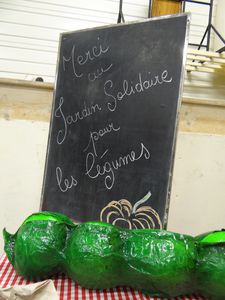 Merci
au
Jardin Solidaire
pour
les légumes